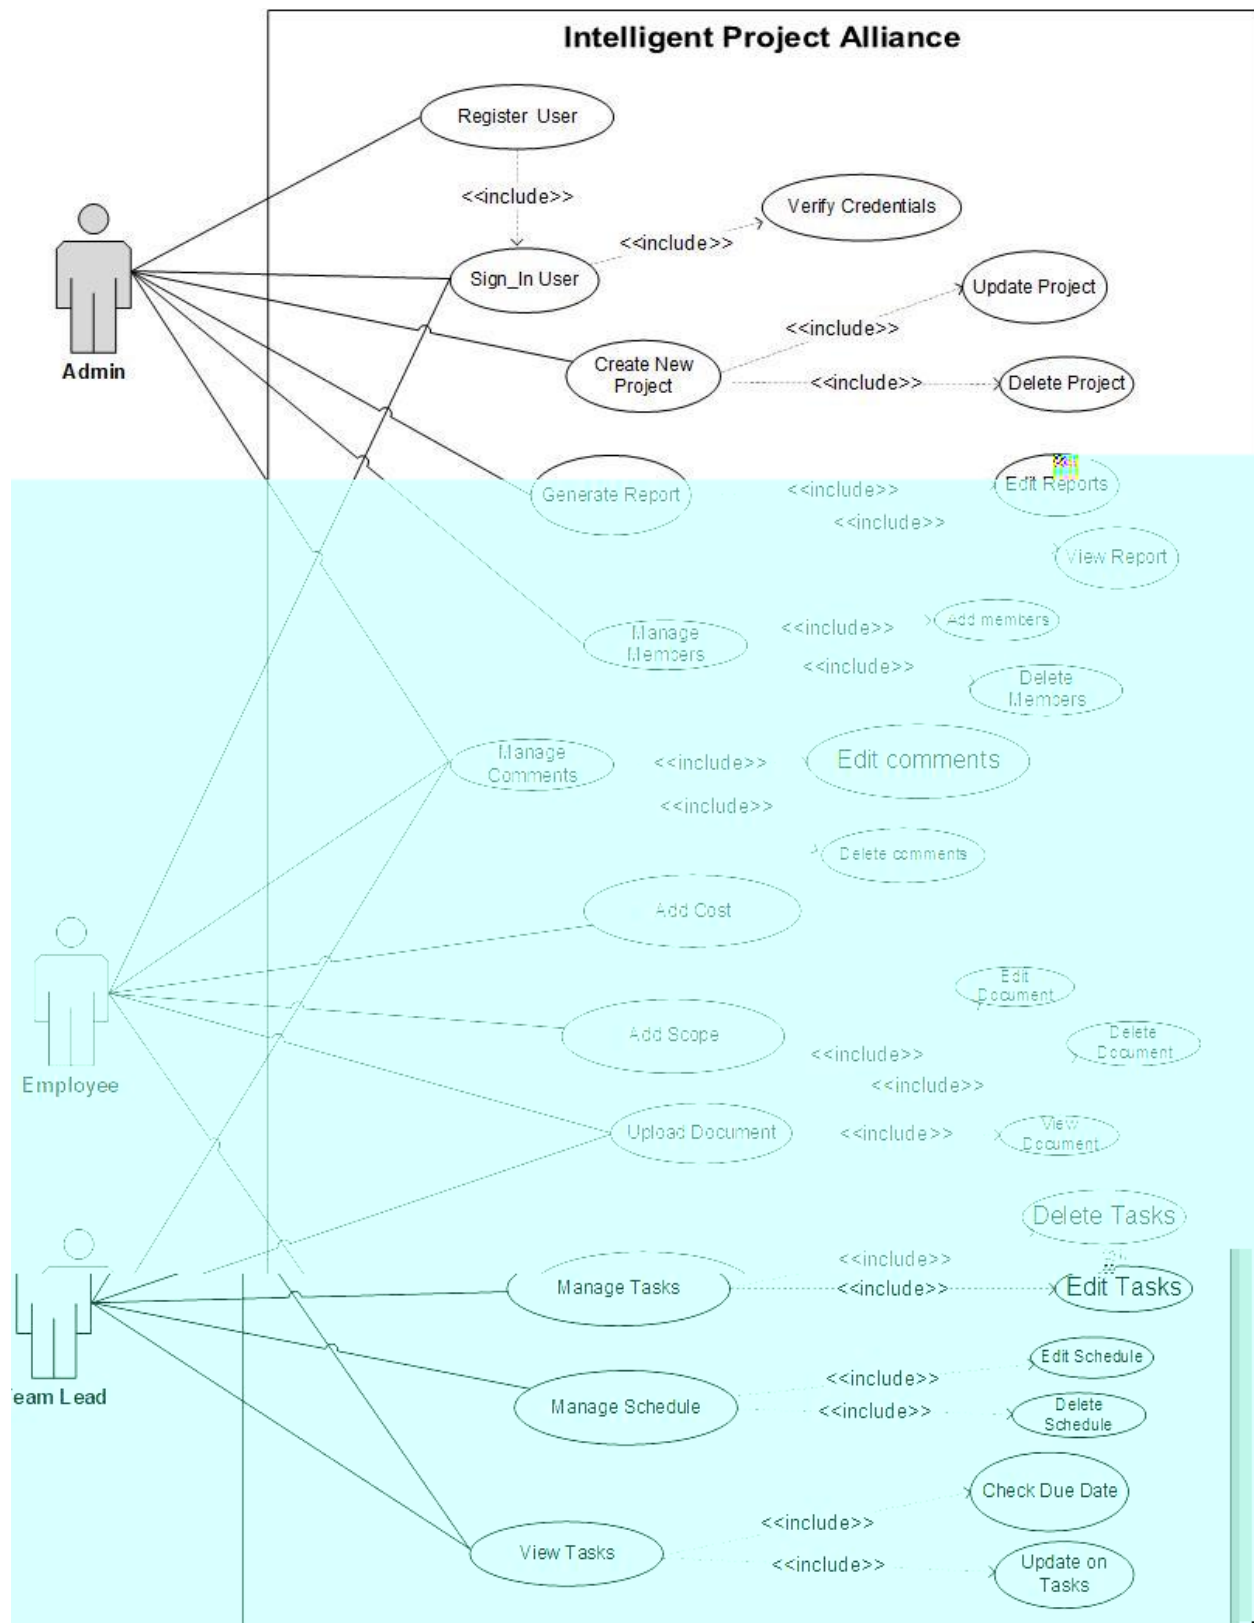 Intelligent Project Alliance
Register User
<<include>>
Verify Credentials
<<include>>
Sign_In User
Update Project
<<include>>
Admin
Create New
Project
<<include>>
Delete Project
Generate Report
<<include>>
Edit Reports
<<include>>
View Report
Manage
Members
<<include>>
Add members
<<include>>
Delete
Members
Manage
Comments
<<include>>
Edit comments
<<include>>
Delete comments
Add Cost
Edit
Document
Add Scope
<<include>>
Delete
Document
<<include>>
Employee
Upload Document
<<include>>
View
Document
Delete Tasks
<<include>>
Manage Tasks
<<include>>
Edit Tasks
Edit Schedule
<<include>>
eam Lead
Manage Schedule
<<include>>
Delete
Schedule
Check Due Date
<<include>>
View Tasks
<<include>>
Update on
Tasks